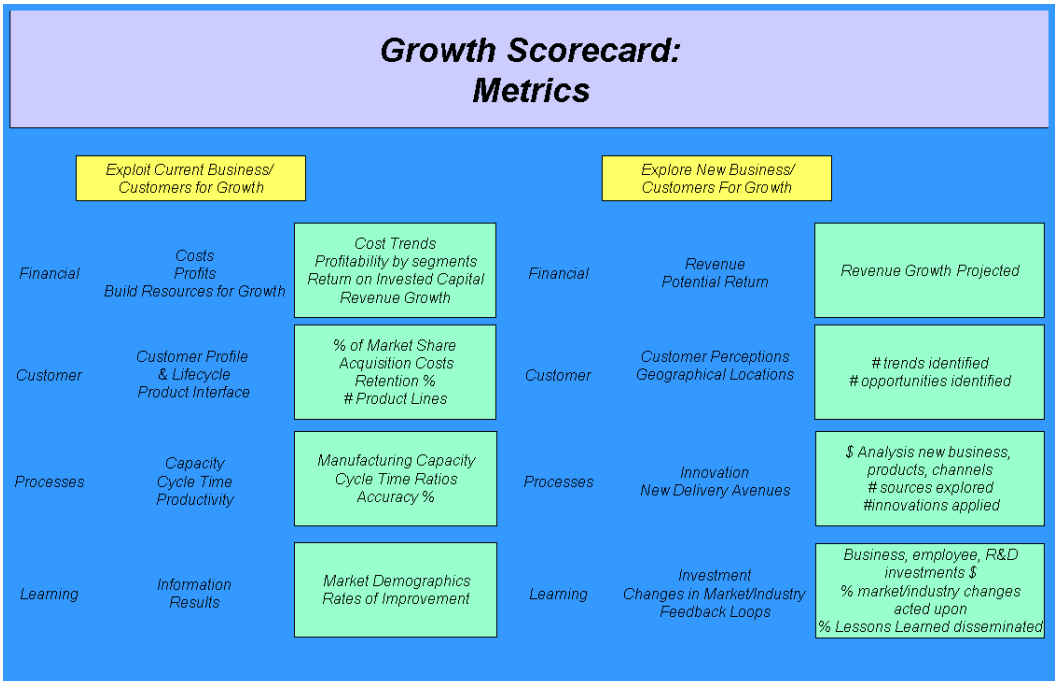 Growth Scorecard:
Metrics
Exploit Current Business/
Customers for Growth
Financial
Costs
Profits
Build Resources for Growth
Cost Trends
Profitability by segments
Return on Invested Capital
Revenue Growth
Customer
Customer Profile
& Lifecycle
Product Interface
% of Market Share
Acquisition Costs
Retention %
# Product Lines
Processes
Capacity
Cycle Time
Productivity
Manufacturing Capacity
Cycle Time Ratios
Accuracy %
Learning
Information
Results
Market Demographics
Rates of Improvement
Explore New Business/
Customers For Growth
Financial
Revenue
Potential Return
Revenue Growth Projected
Customer
Customer Perceptions
Geographical Locations
# trends identified
# opportunities identified
Processes
Innovation
New Delivery Avenues
$ Analysis new business,
products, channels
# sources explored
#innovations applied
Learning
Investment
Changes in Market/Industry
Feedback Loops
Business, employee, R&D
investments $
% market/industry changes
acted upon
% Lessons Learned disseminated